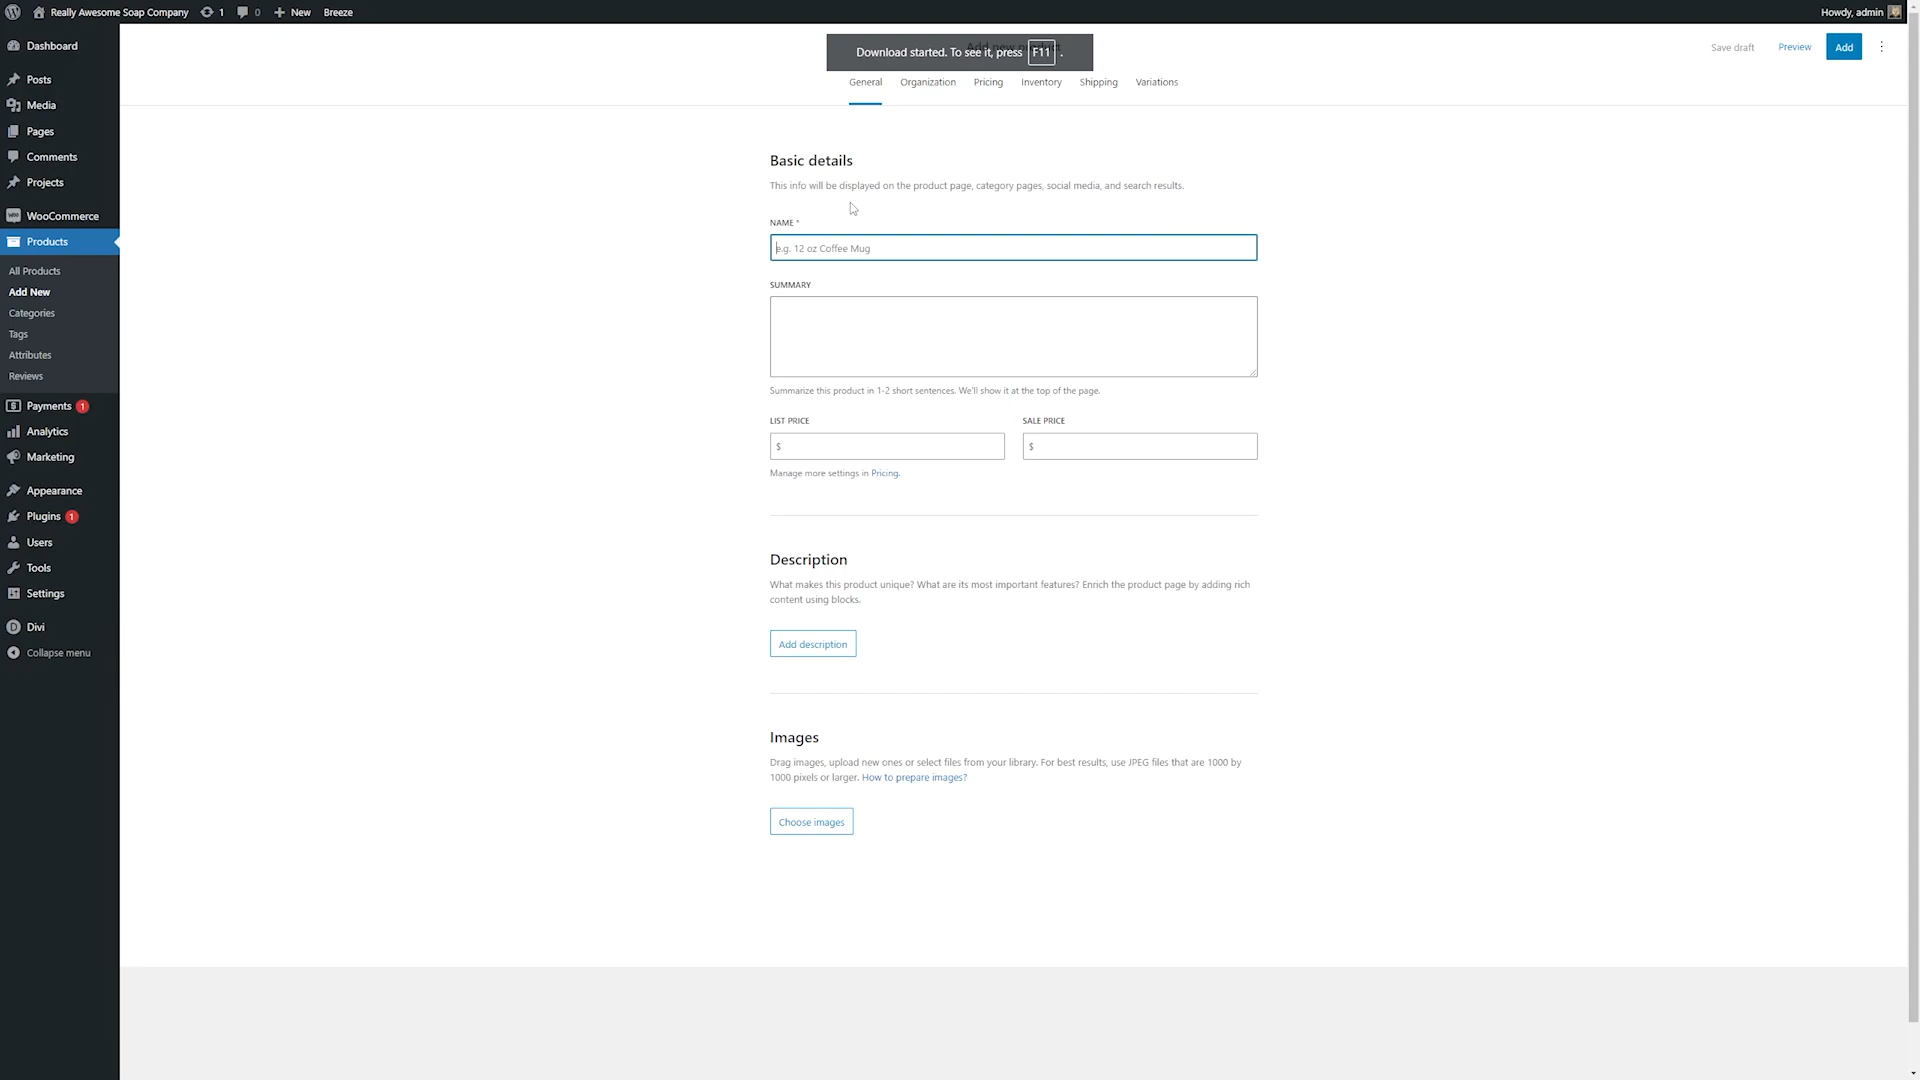 Really Awesome Soap Company 1 0 New Breeze
Howdy, admin
Dashboard
Posts
Media
Pages
Comments
Projects
WooCommerce
Products
All Products
Add New
Categories
Tags
Attributes
Reviews
Payments 1
Analytics
Marketing
Appearance
Plugins 1
Users
Tools
Settings
Divi
Collapse menu
Download started. To see it, press F11 .
Save draft Preview Add
General Organization Pricing Inventory Shipping Variations
Basic details
This info will be displayed on the product page, category pages, social media, and search results.
NAME *
e.g. 12 oz Coffee Mug
SUMMARY
Summarize this product in 1-2 short sentences. We'll show it at the top of the page.
LIST PRICE SALE PRICE
$ $
Manage more settings in Pricing.
Description
What makes this product unique? What are its most important features? Enrich the product page by adding rich
content using blocks.
Add description
Images
Drag images, upload new ones or select files from your library. For best results, use JPEG files that are 1000 by
1000 pixels or larger. How to prepare images?
Choose images